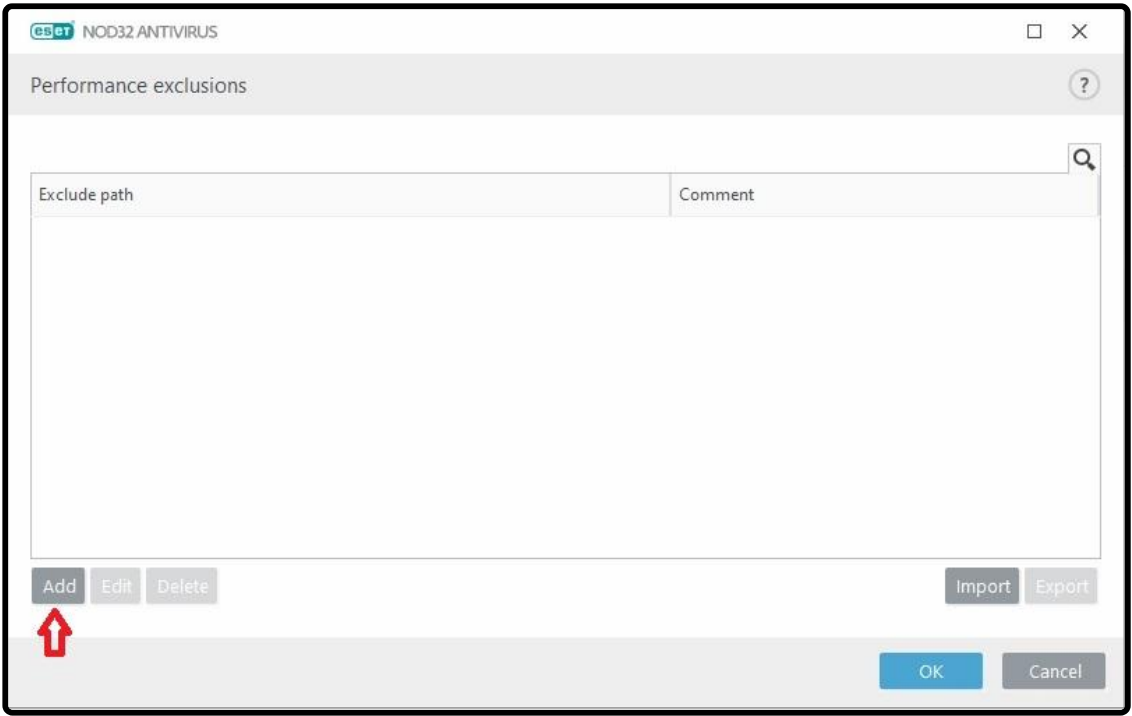 eset NOD32 ANTIVIRUS
Performance exclusions
?
Exclude path Comment
Add Edit Delete Import Export
OK Cancel